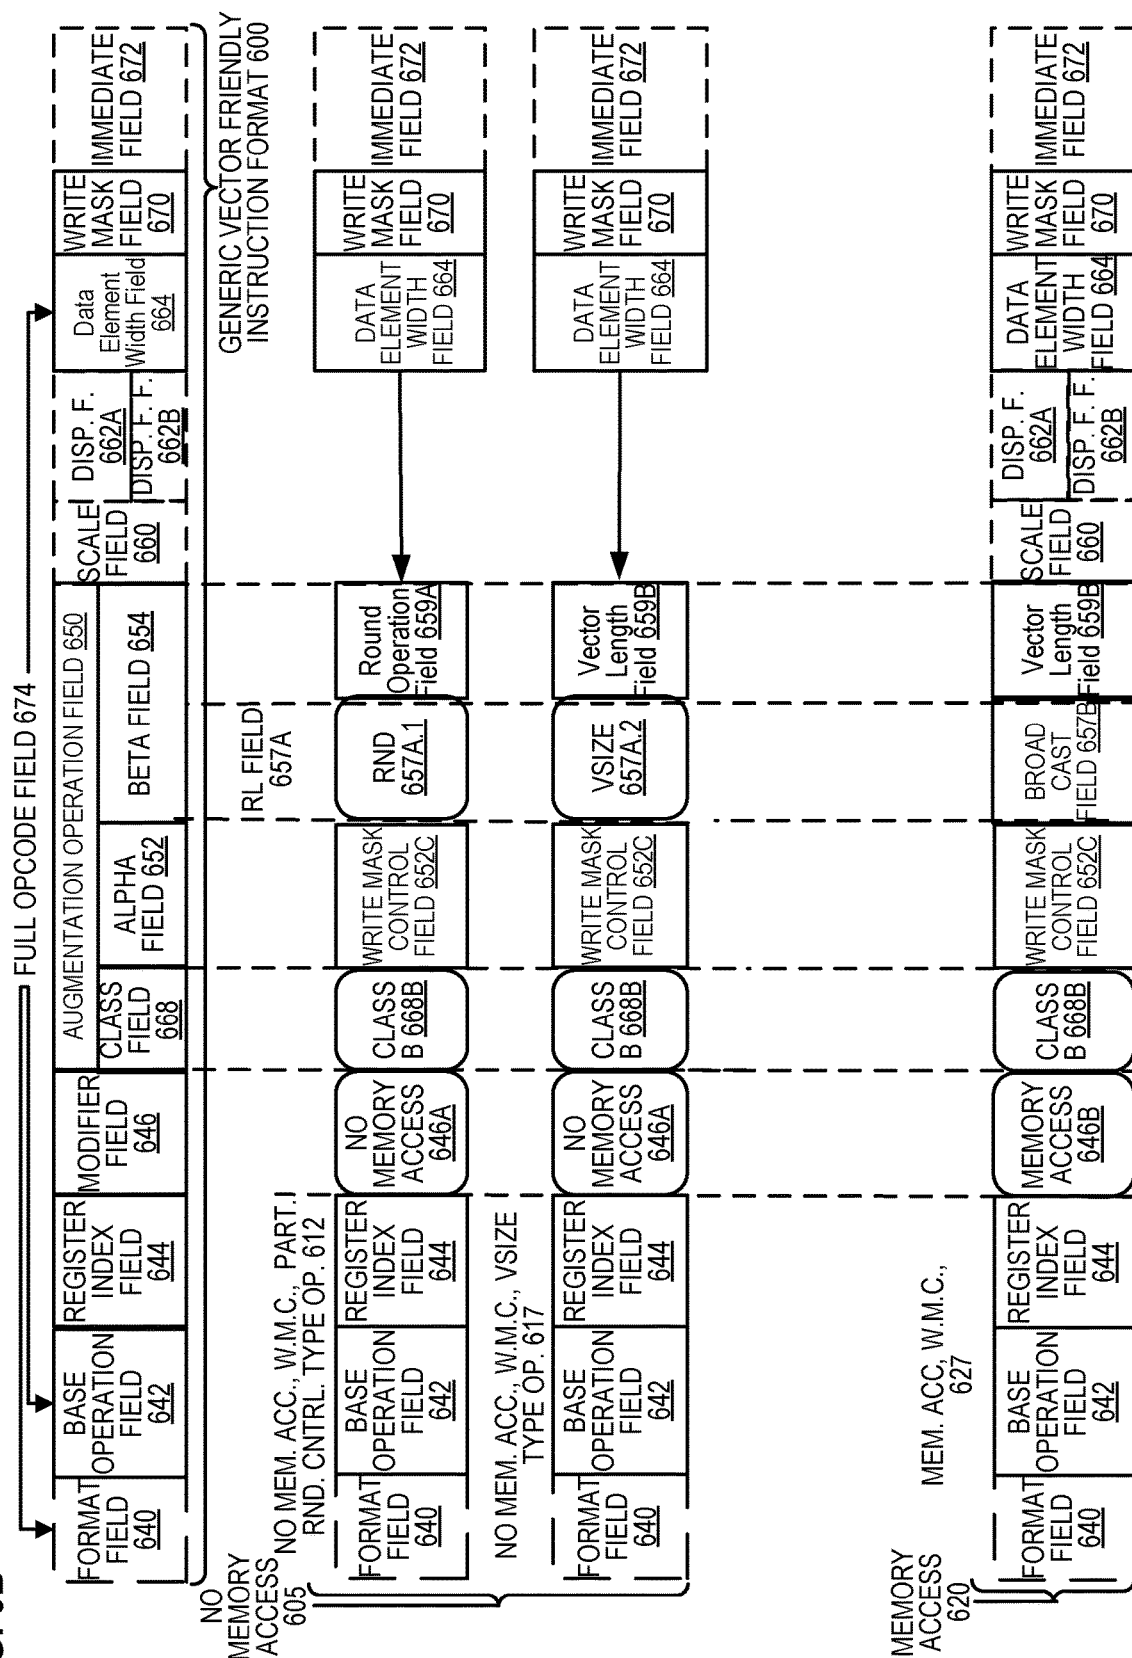 FULL OPCODE FIELD 674
FORMAT
FIELD
640
BASE
OPERATION
FIELD
642
REGISTER
INDEX
FIELD
644
MODIFIER
FIELD
646
AUGMENTATION OPERATION FIELD 650
CLASS
FIELD
668
ALPHA
FIELD 652
BETA FIELD 654
SCALE
FIELD
660
DISP. F.
662A
DISP. F. F.
662B
Data
Element
Width Field
664
WRITE
MASK
FIELD
670
IMMEDIATE
FIELD 672
GENERIC VECTOR FRIENDLY
INSTRUCTION FORMAT 600
NO
MEMORY
ACCESS
605
NO MEM. ACC., W.M.C., PART.
RND. CNTRL. TYPE OP. 612
RL FIELD
657A
FORMAT
FIELD
640
BASE
OPERATION
FIELD
642
REGISTER
INDEX
FIELD
644
NO
MEMORY
ACCESS
646A
CLASS
B 668B
WRITE MASK
CONTROL
FIELD 652C
RND
657A.1
Round
Operation
Field 659A
DATA
ELEMENT
WIDTH
FIELD 664
WRITE
MASK
FIELD
670
IMMEDIATE
FIELD 672
NO MEM. ACC., W.M.C., VSIZE
TYPE OP. 617
FORMAT
FIELD
640
BASE
OPERATION
FIELD
642
REGISTER
INDEX
FIELD
644
NO
MEMORY
ACCESS
646A
CLASS
B 668B
WRITE MASK
CONTROL
FIELD 652C
VSIZE
657A.2
Vector
Length
Field 659B
DATA
ELEMENT
WIDTH
FIELD 664
WRITE
MASK
FIELD
670
IMMEDIATE
FIELD 672
MEMORY
ACCESS
620
MEM. ACC, W.M.C.,
627
FORMAT
FIELD
640
BASE
OPERATION
FIELD
642
REGISTER
INDEX
FIELD
644
MEMORY
ACCESS
646B
CLASS
B 668B
WRITE MASK
CONTROL
FIELD 652C
BROAD
CAST
FIELD 657B
Vector
Length
Field 659B
SCALE
FIELD
660
DISP. F.
662A
DISP. F. F.
662B
DATA
ELEMENT
WIDTH
FIELD 664
WRITE
MASK
FIELD
670
IMMEDIATE
FIELD 672